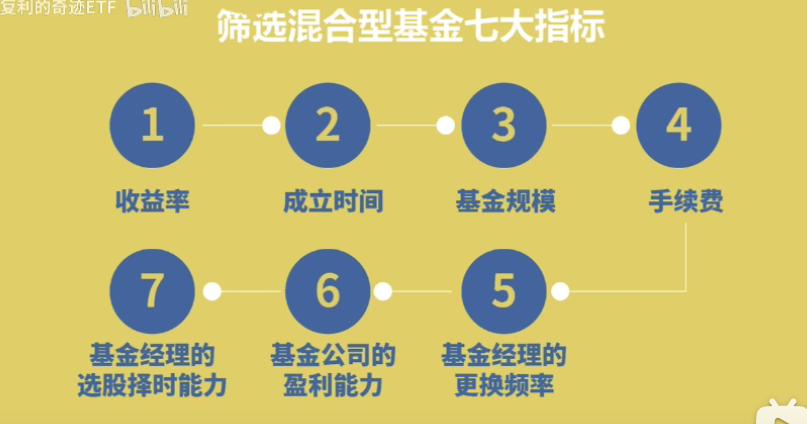 复利的奇迹ETF bilibili
筛选混合型基金七大指标
1
2
3
4
收益率
成立时间
基金规模
手续费
5
基金经理的
更换频率
6
基金公司的
盈利能力
7
基金经理的
选股择时能力